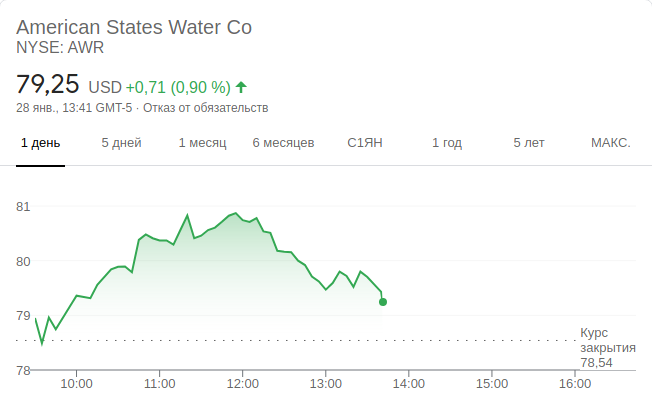 American States Water Co
NYSE: AWR
79,25 USD +0,71 (0,90 %)
28 янв., 13:41 GMT-5 · Отказ от обязательств
1 день 5 дней 1 месяц 6 месяцев С1ЯН 1 год 5 лет МАКС.
81
80
79
Курс
закрытия
78,54
78
10:00 11:00 12:00 13:00 14:00 15:00 16:00